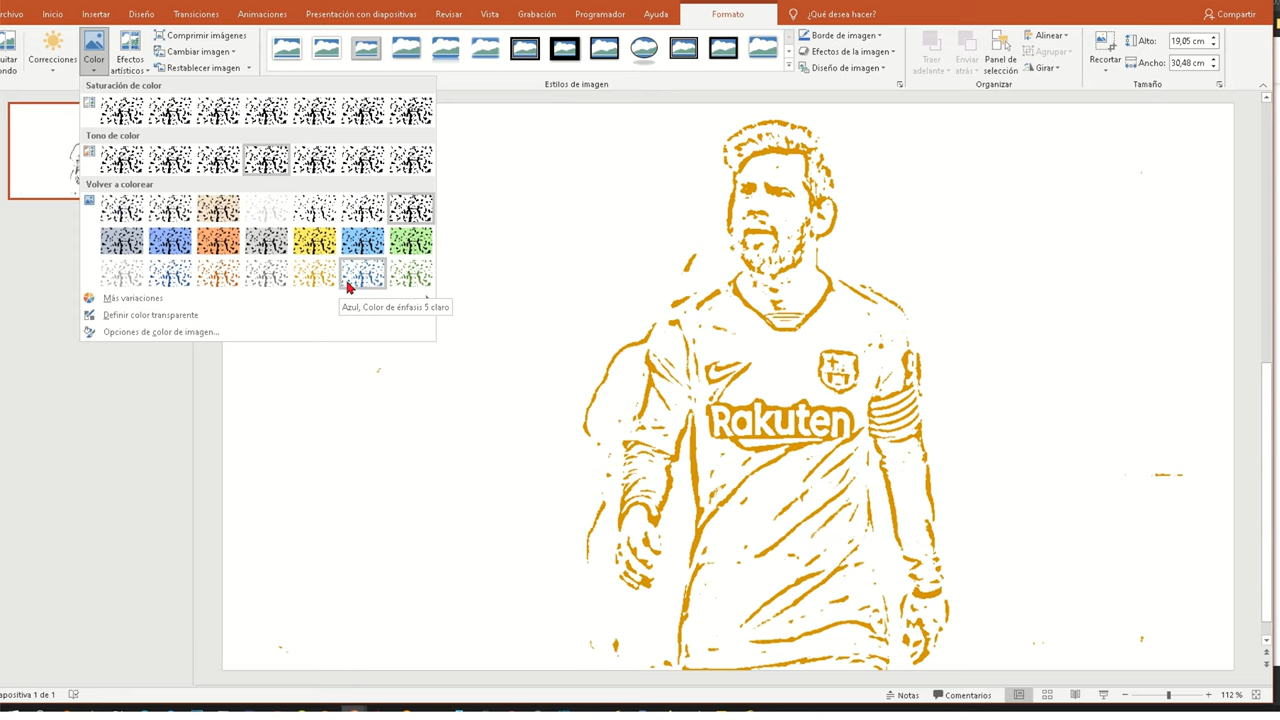 rchivo Inicio Insertar Diseño Transiciones Animaciones Presentación con diapositivas Revisar Vista Grabación Programador Ayuda Formato ¿Qué desea hacer? Compartir
uitar
ondo
Correcciones
Color
Efectos
artísticos
Comprimir imágenes
Cambiar imagen
Restablecer imagen
Borde de imagen
Efectos de la imagen
Diseño de imagen
Estilos de imagen
Traer
adelante
Enviar
atrás
Panel de
selección
Alinear
Agrupar
Girar
Organizar
Recortar
Alto: 19,05 cm
Ancho: 30,48 cm
Tamaño
Saturación de color
Tono de color
Volver a colorear
Azul, Color de énfasis 5 claro
Más variaciones
Definir color transparente
Opciones de color de imagen...
Rakuten
apositiva 1 de 1
Notas
Comentarios
112 %